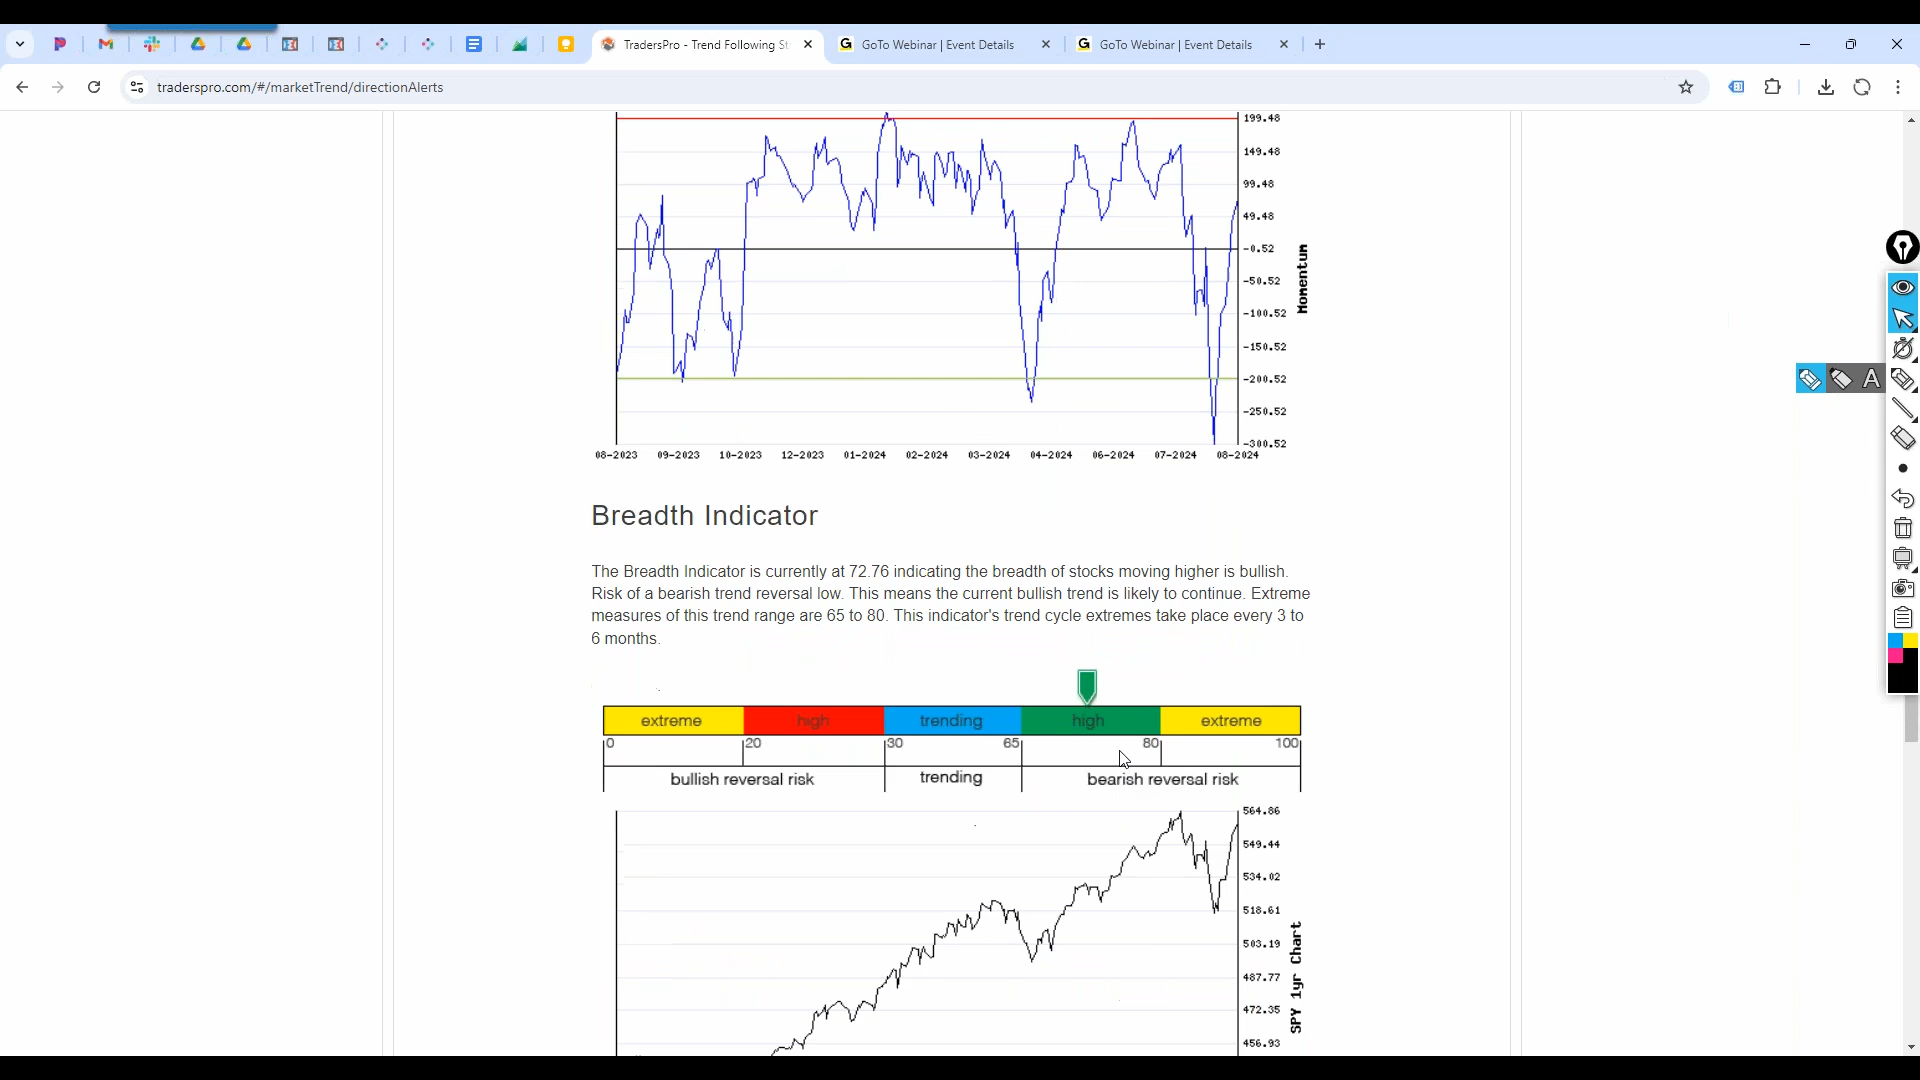 TradersPro - Trend Following St
GoTo Webinar | Event Details
GoTo Webinar | Event Details
traderspro.com/#/marketTrend/directionAlerts
199.48
149.48
99.48
49.48
-0.52
-50.52
-100.52
-150.52
-200.52
-250.52
-300.52
Momentum
08-2023 09-2023 10-2023 12-2023 01-2024 02-2024 03-2024 04-2024 06-2024 07-2024 08-2024
Breadth Indicator
The Breadth Indicator is currently at 72.76 indicating the breadth of stocks moving higher is bullish.
Risk of a bearish trend reversal low. This means the current bullish trend is likely to continue. Extreme
measures of this trend range are 65 to 80. This indicator's trend cycle extremes take place every 3 to
6 months.
extreme high trending high extreme
0 20 30 65 80 100
bullish reversal risk trending bearish reversal risk
564.86
549.44
534.02
518.61
503.19
487.77
472.35
456.93
SPY 1yr Chart
A